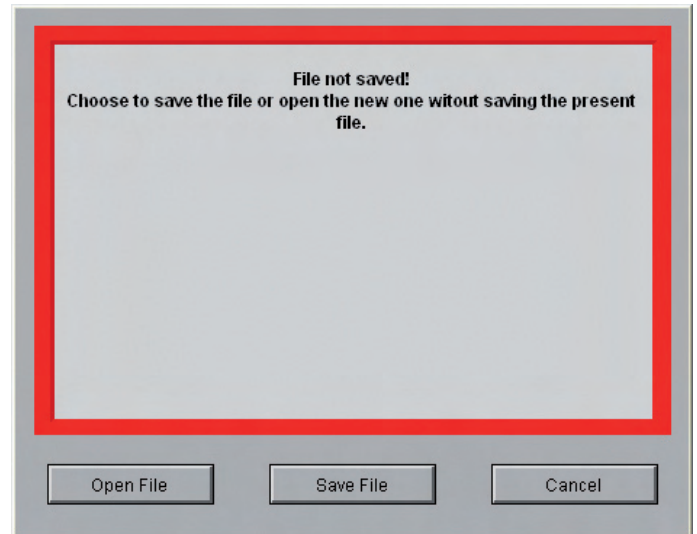 File not saved!
Choose to save the file or open the new one witout saving the present
file.
Open File
Save File
Cancel